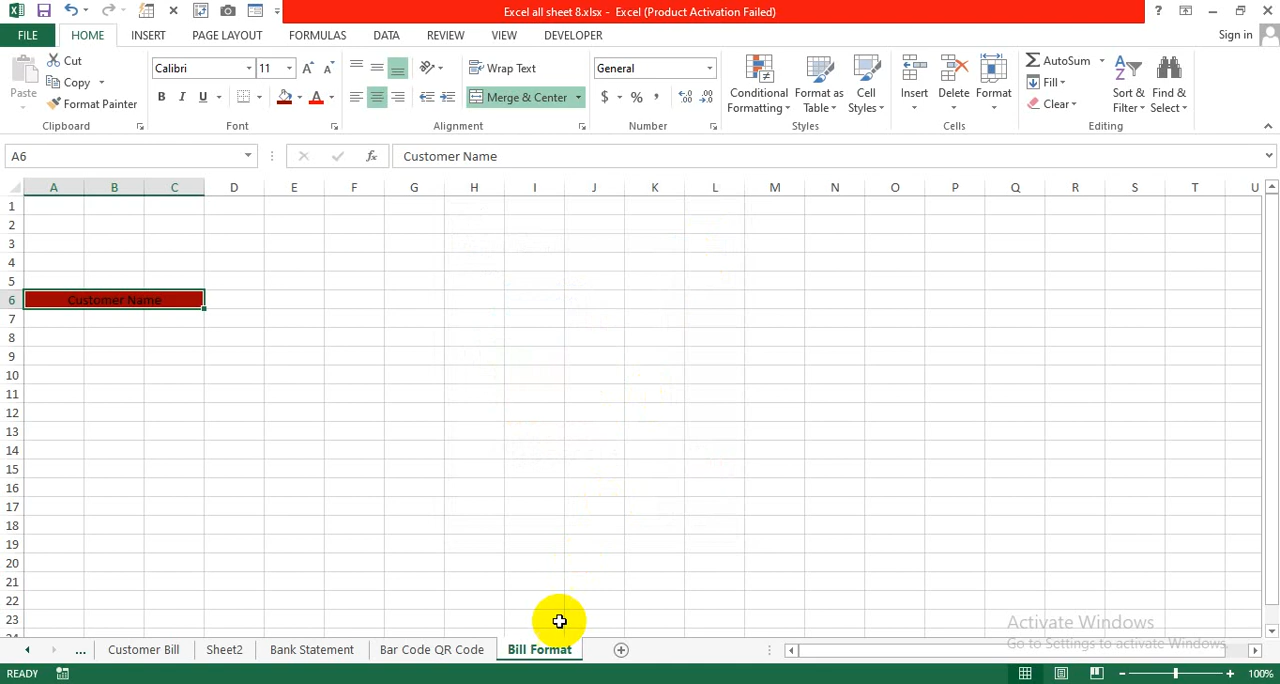 Excel all sheet 8.xlsx - Excel (Product Activation Failed)
FILE HOME INSERT PAGE LAYOUT FORMULAS DATA REVIEW VIEW DEVELOPER Sign in
Paste Cut Copy Format Painter
Calibri 11
B I U A A A
Wrap Text
Merge & Center
General
$ % ,
Conditional Formatting
Format as Table
Cell Styles
Insert Delete Format
AutoSum
Fill
Clear
Sort & Filter
Find & Select
Clipboard Font Alignment Number Styles Cells Editing
A6 fx Customer Name
A B C D E F G H I J K L M N O P Q R S T U
1
2
3
4
5
6 Customer Name
7
8
9
10
11
12
13
14
15
16
17
18
19
20
21
22
23
Activate Windows
Go to Settings to activate Windows.
... Customer Bill Sheet2 Bank Statment Bar Code with Code Bill Format
READY 100%